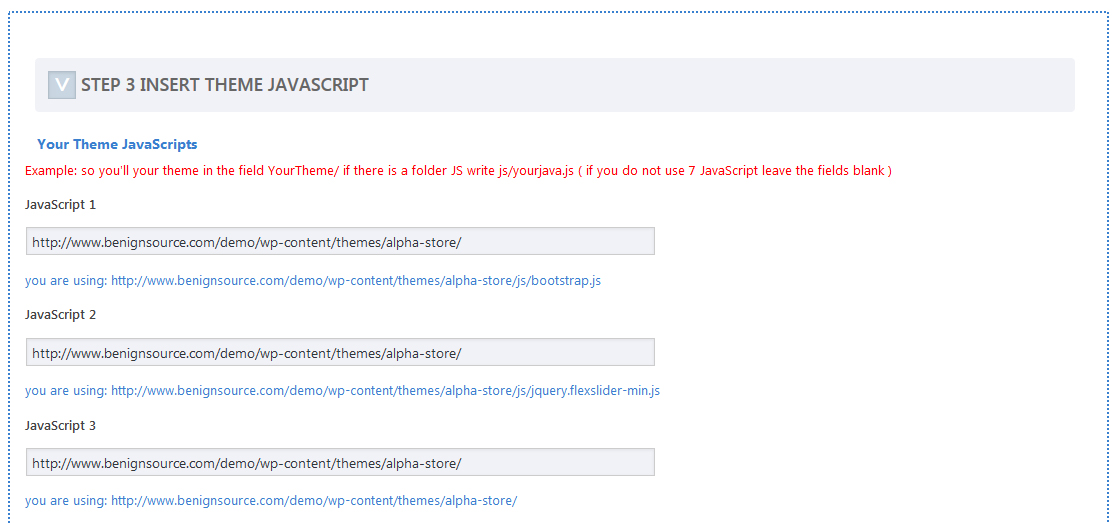 V STEP 3 INSERT THEME JAVASCRIPT
Your Theme JavaScripts
Example: so you'll your theme in the field YourTheme/ if there is a folder JS write js/yourjava.js ( if you do not use 7 JavaScript leave the fields blank )
JavaScript 1
http://www.benignsource.com/demo/wp-content/themes/alpha-store/
you are using: http://www.benignsource.com/demo/wp-content/themes/alpha-store/js/bootstrap.js
JavaScript 2
http://www.benignsource.com/demo/wp-content/themes/alpha-store/
you are using: http://www.benignsource.com/demo/wp-content/themes/alpha-store/js/jquery.flexslider-min.js
JavaScript 3
http://www.benignsource.com/demo/wp-content/themes/alpha-store/
you are using: http://www.benignsource.com/demo/wp-content/themes/alpha-store/